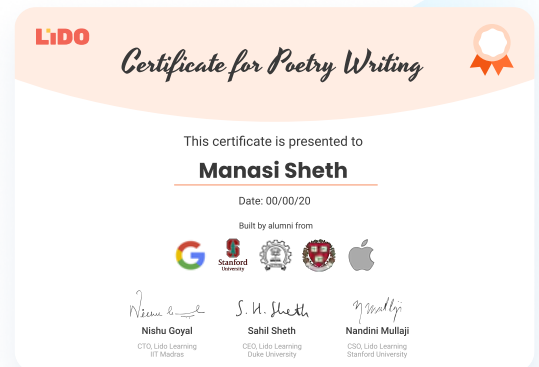 LiDO
Certificate for Poetry Writing
This certificate is presented to
Manasi Sheth
Date: 00/00/20
Built by alumni from
Stanford
University
S. H. Sheth
Nishu Goyal
Sahil Sheth
Nandini Mullaji
CTO, Lido Learning
IIT Madras
CEO, Lido Learning
Duke University
CSO, Lido Learning
Stanford University